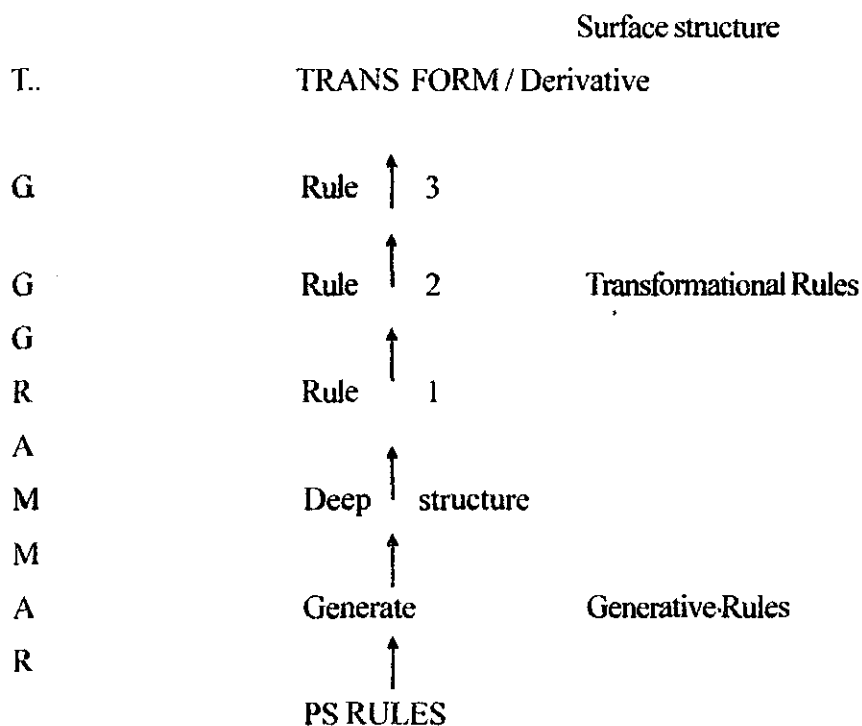 Surface structure
T.. TRANS FORM / Derivative
G Rule 3
G Rule 2 Transformational Rules
G
R Rule 1
A
M Deep structure
M
A Generate Generative Rules
R
PS RULES